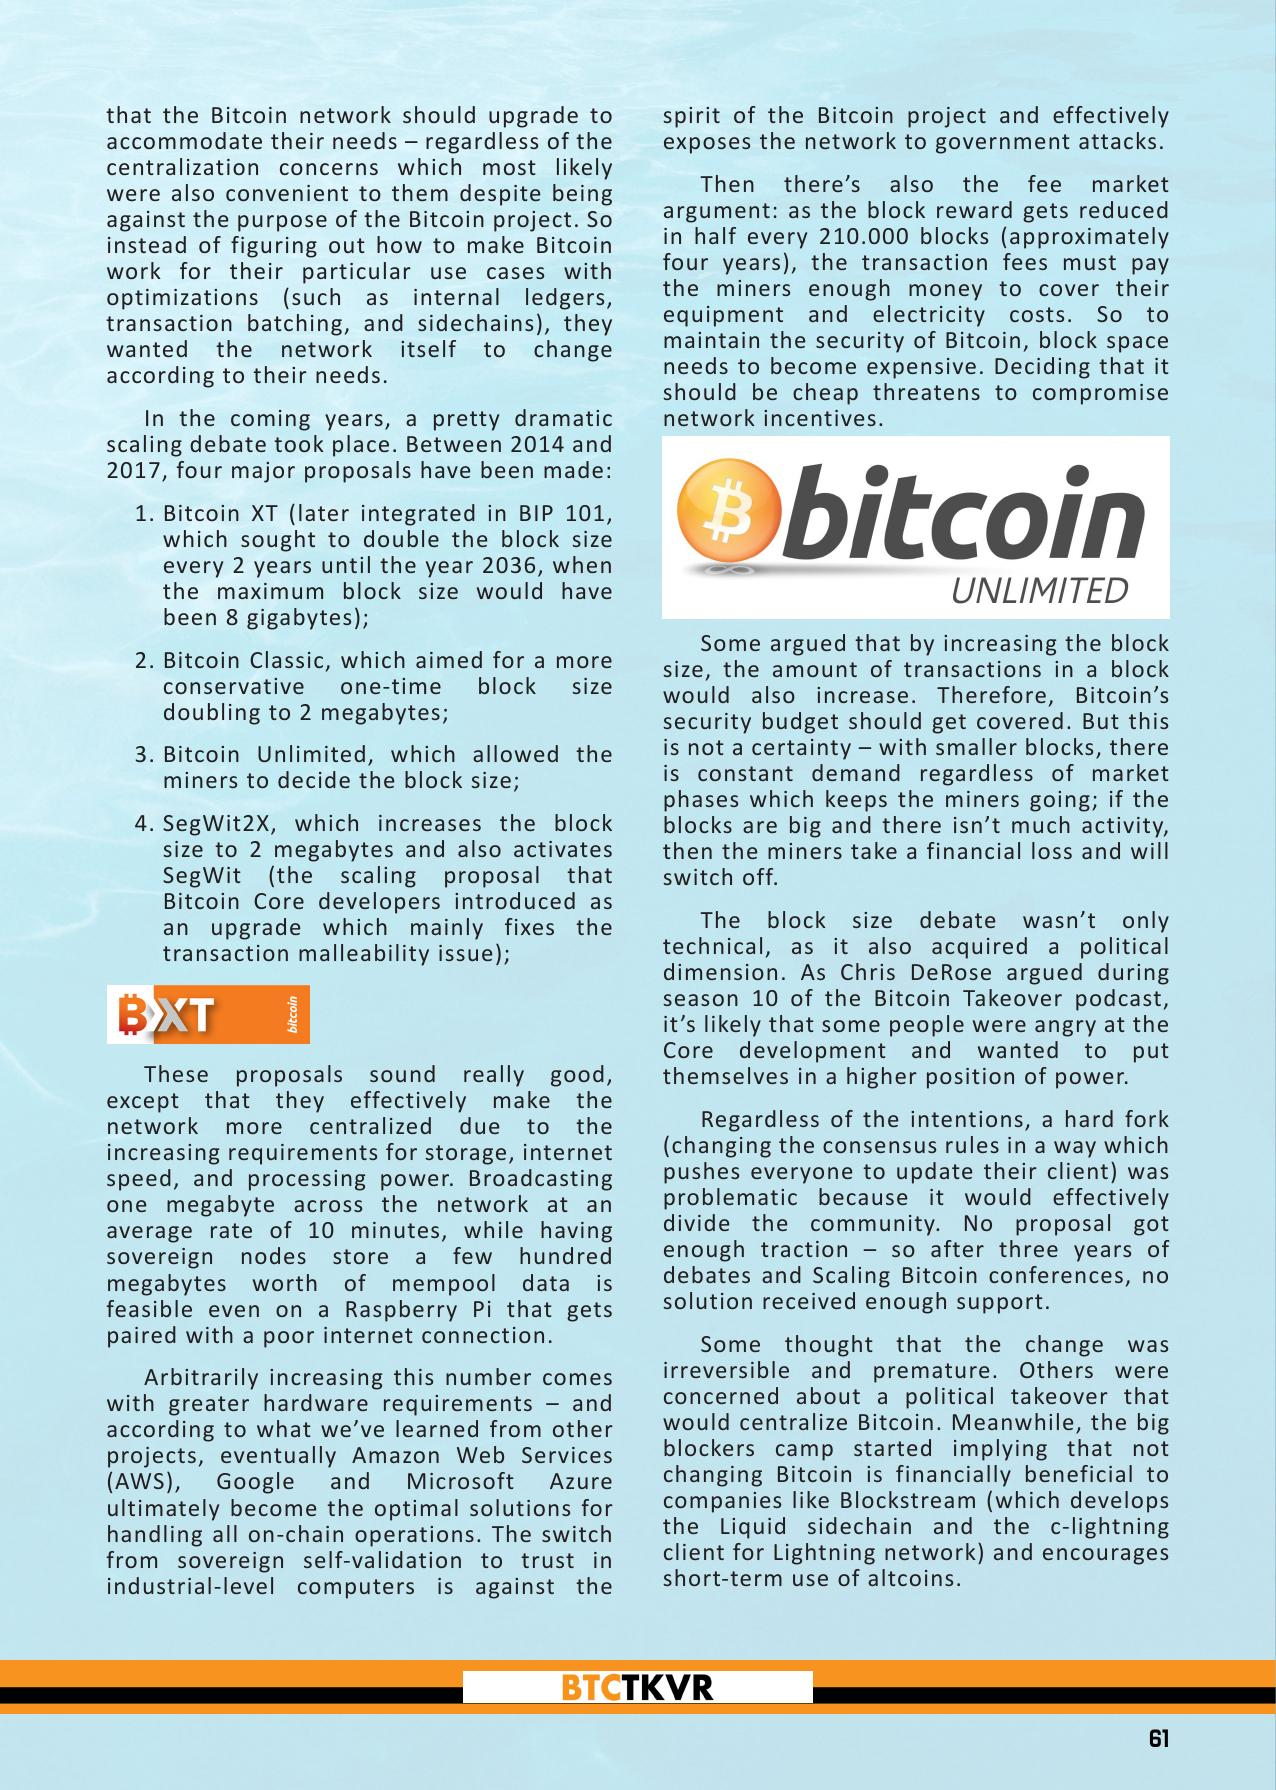 that the Bitcoin network should upgrade to
accommodate their needs – regardless of the
centralization concerns which most likely
were also convenient to them despite being
against the purpose of the Bitcoin project. So
instead of figuring out how to make Bitcoin
work for their particular use cases with
optimizations (such as internal ledgers,
transaction batching, and sidechains), they
wanted the network itself to change
according to their needs.
In the coming years, a pretty dramatic
scaling debate took place. Between 2014 and
2017, four major proposals have been made:
1. Bitcoin XT (later integrated in BIP 101,
which sought to double the block size
every 2 years until the year 2036, when
the maximum block size would have
been 8 gigabytes);
2. Bitcoin Classic, which aimed for a more
conservative one-time block size
doubling to 2 megabytes;
3. Bitcoin Unlimited, which allowed the
miners to decide the block size;
4. SegWit2X, which increases the block
size to 2 megabytes and also activates
SegWit (the scaling proposal that
Bitcoin Core developers introduced as
an upgrade which mainly fixes the
transaction malleability issue);
BXT bitcoin
These proposals sound really good,
except that they effectively make the
network more centralized due to the
increasing requirements for storage, internet
speed, and processing power. Broadcasting
one megabyte across the network at an
average rate of 10 minutes, while having
sovereign nodes store a few hundred
megabytes worth of mempool data is
feasible even on a Raspberry Pi that gets
paired with a poor internet connection.
Arbitrarily increasing this number comes
with greater hardware requirements – and
according to what we’ve learned from other
projects, eventually Amazon Web Services
(AWS), Google and Microsoft Azure
ultimately become the optimal solutions for
handling all on-chain operations. The switch
from sovereign self-validation to trust in
industrial-level computers is against the
spirit of the Bitcoin project and effectively
exposes the network to government attacks.
Then there’s also the fee market
argument: as the block reward gets reduced
in half every 210.000 blocks (approximately
four years), the transaction fees must pay
the miners enough money to cover their
equipment and electricity costs. So to
maintain the security of Bitcoin, block space
needs to become expensive. Deciding that it
should be cheap threatens to compromise
network incentives.
bitcoin
UNLIMITED
Some argued that by increasing the block
size, the amount of transactions in a block
would also increase. Therefore, Bitcoin’s
security budget should get covered. But this
is not a certainty – with smaller blocks, there
is constant demand regardless of market
phases which keeps the miners going; if the
blocks are big and there isn’t much activity,
then the miners take a financial loss and will
switch off.
The block size debate wasn’t only
technical, as it also acquired a political
dimension. As Chris DeRose argued during
season 10 of the Bitcoin Takeover podcast,
it’s likely that some people were angry at the
Core development and wanted to put
themselves in a higher position of power.
Regardless of the intentions, a hard fork
(changing the consensus rules in a way which
pushes everyone to update their client) was
problematic because it would effectively
divide the community. No proposal got
enough traction – so after three years of
debates and Scaling Bitcoin conferences, no
solution received enough support.
Some thought that the change was
irreversible and premature. Others were
concerned about a political takeover that
would centralize Bitcoin. Meanwhile, the big
blockers camp started implying that not
changing Bitcoin is financially beneficial to
companies like Blockstream (which develops
the Liquid sidechain and the c-lightning
client for Lightning network) and encourages
short-term use of altcoins.
BTCTKVR
61